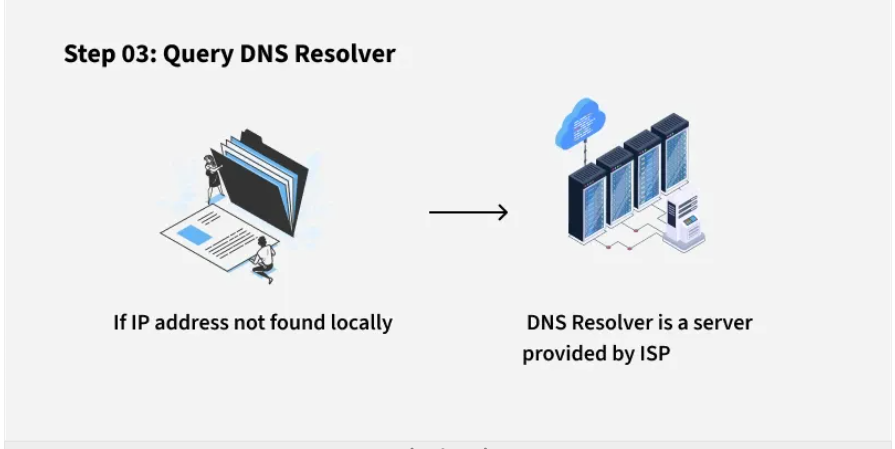 Step 03: Query DNS Resolver
If IP address not found locally
DNS Resolver is a server
provided by ISP